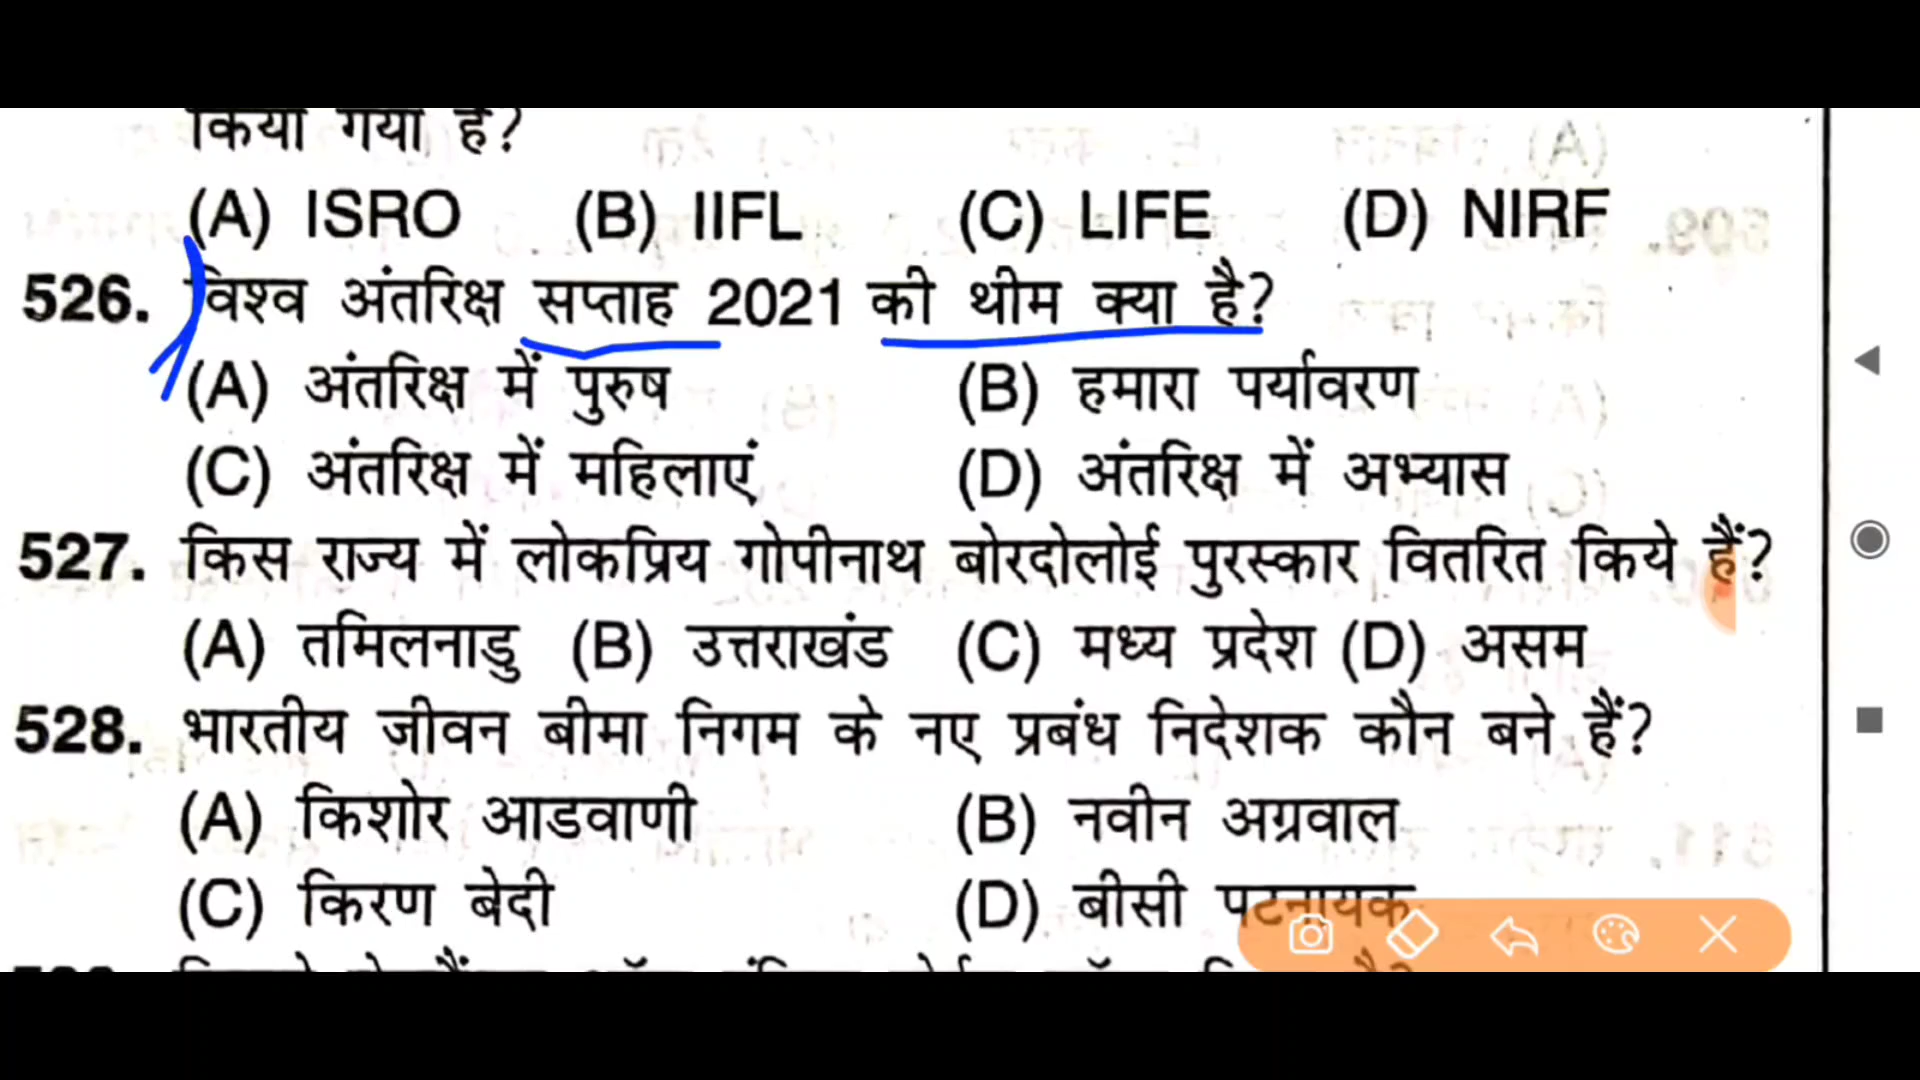 किया गया है?
(A) ISRO (B) IIFL (C) LIFE (D) NIRF
526. विश्व अंतरिक्ष सप्ताह 2021 की थीम क्या है?
(A) अंतरिक्ष में पुरुष (B) हमारा पर्यावरण
(C) अंतरिक्ष में महिलाएं (D) अंतरिक्ष में अभ्यास
527. किस राज्य में लोकप्रिय गोपीनाथ बोरदोलोई पुरस्कार वितरित किये हैं?
(A) तमिलनाडु (B) उत्तराखंड (C) मध्य प्रदेश (D) असम
528. भारतीय जीवन बीमा निगम के नए प्रबंध निदेशक कौन बने हैं?
(A) किशोर आडवाणी (B) नवीन अग्रवाल
(C) किरण बेदी (D) बीसी पटनायक